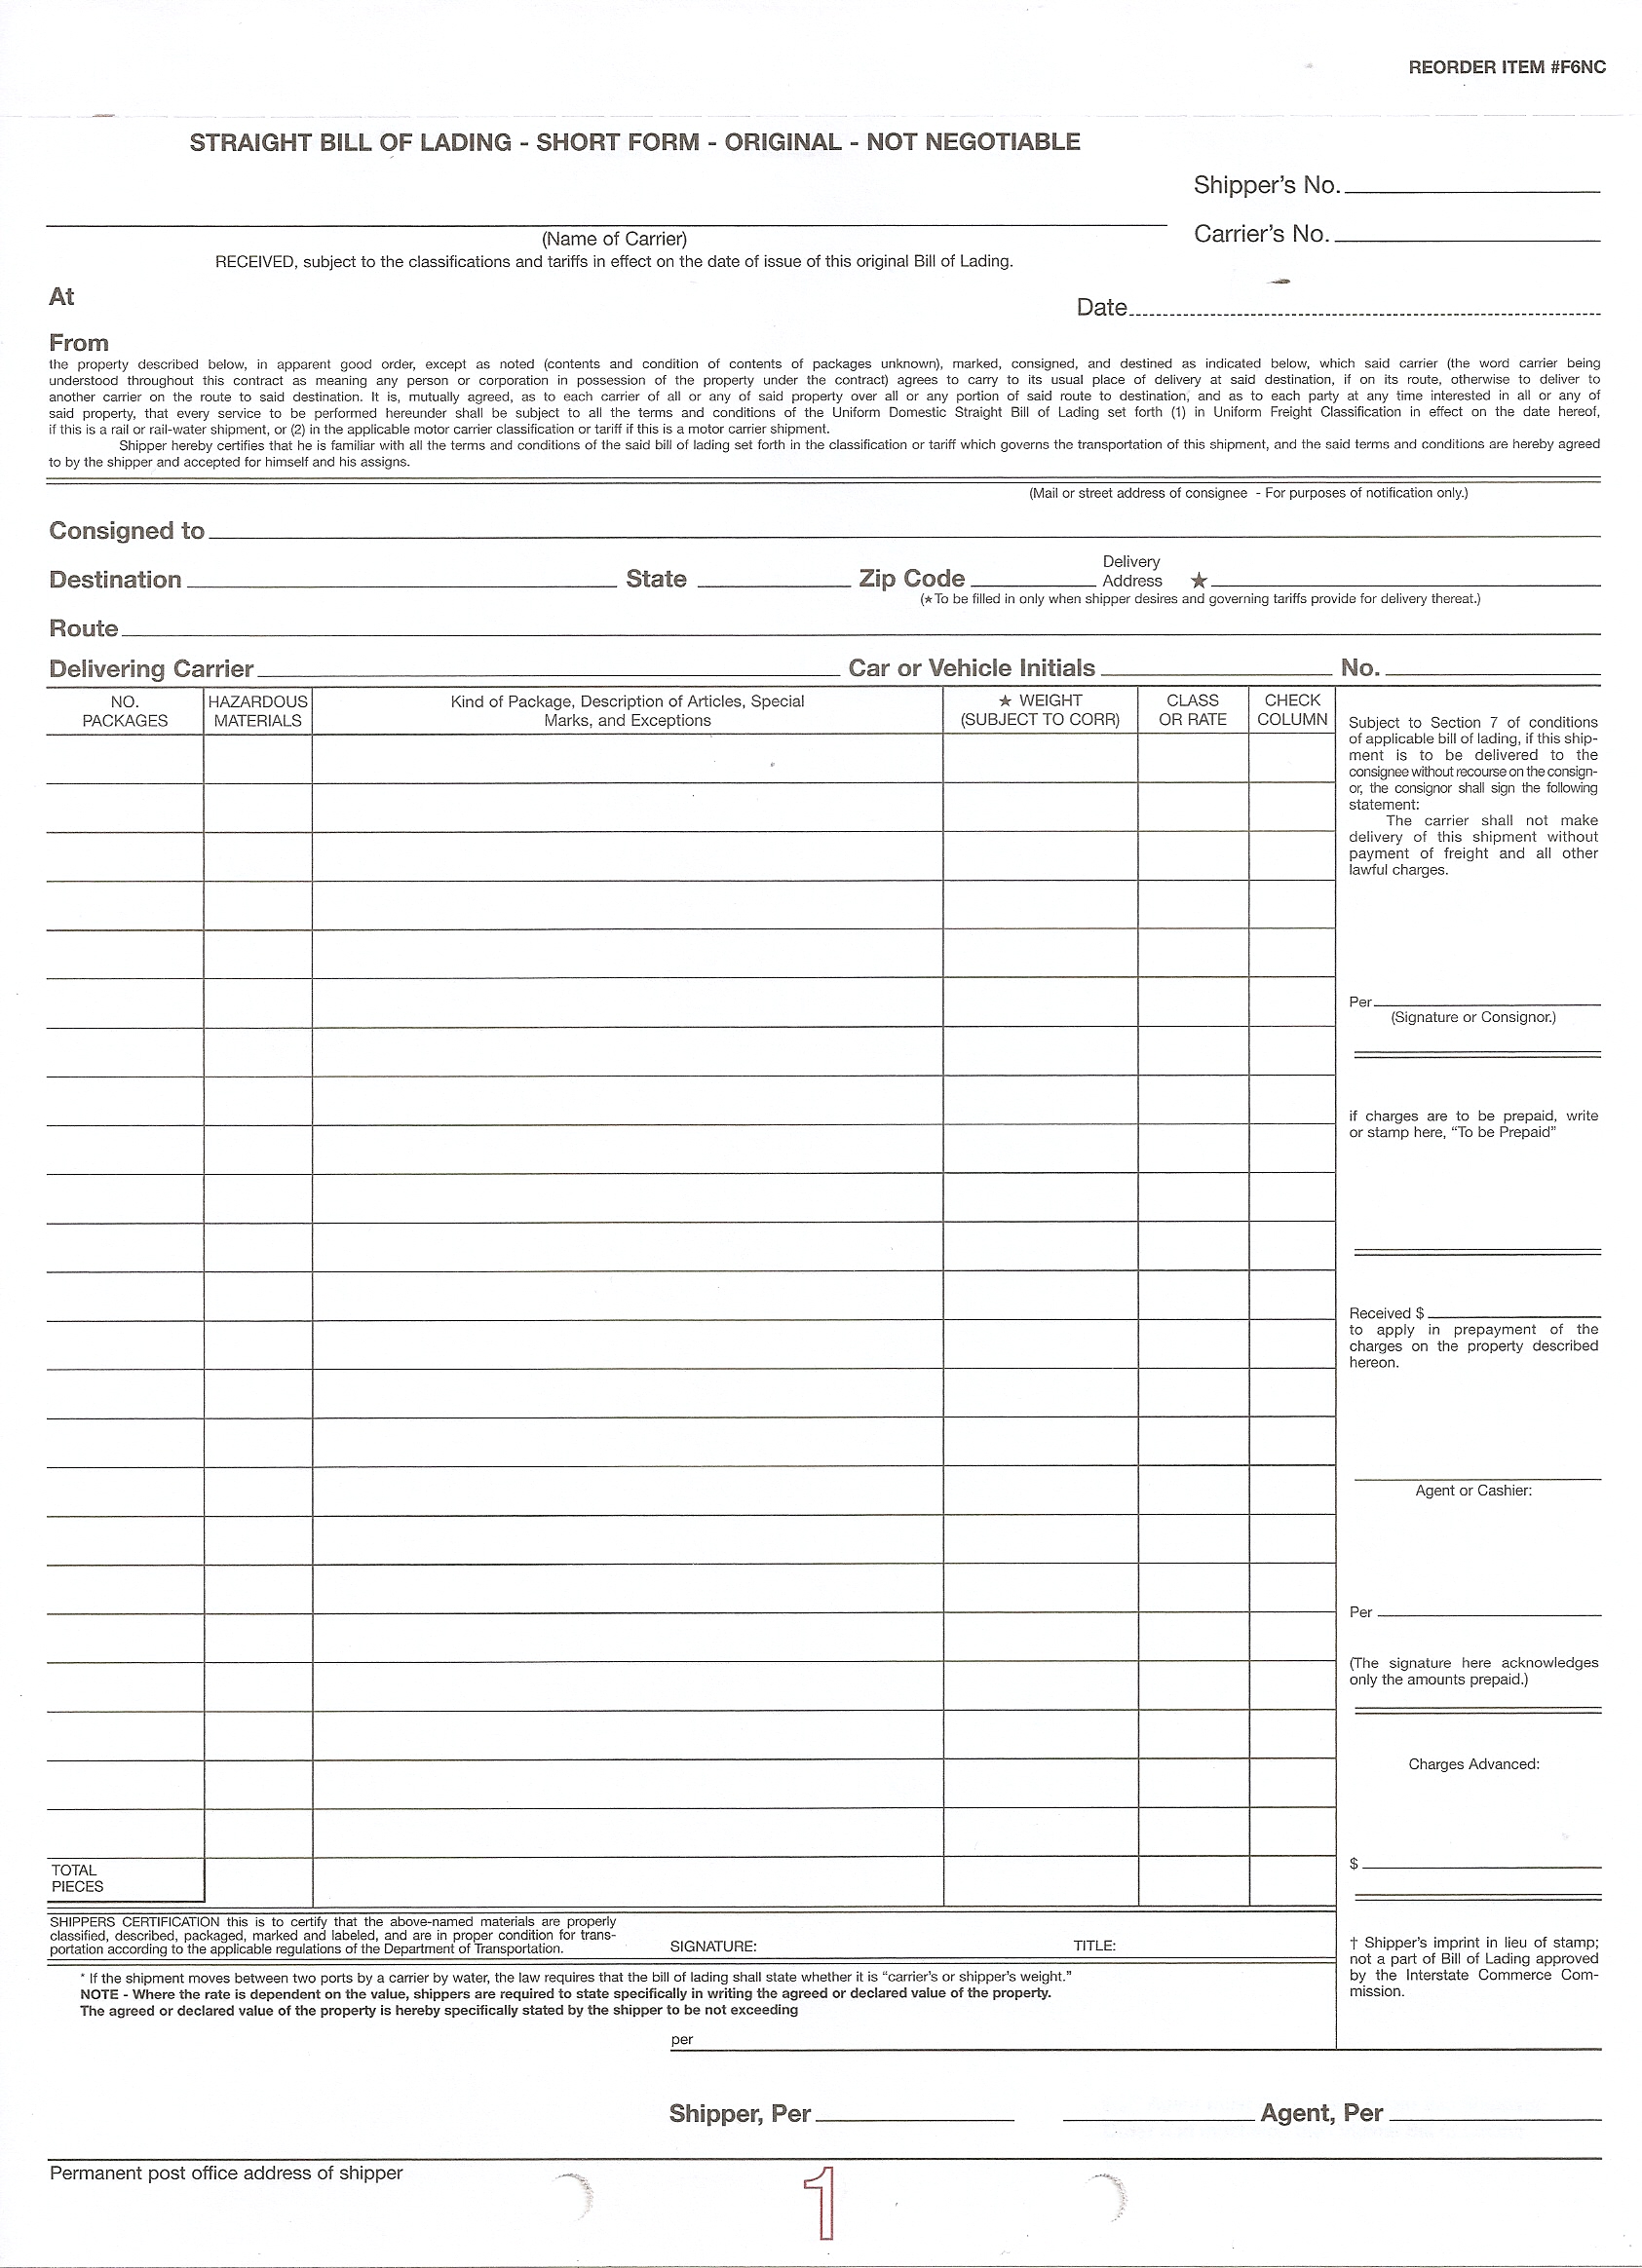 REORDER ITEM #F6NC
STRAIGHT BILL OF LADING - SHORT FORM - ORIGINAL - NOT NEGOTIABLE
Shipper's No.
(Name of Carrier)
Carrier's No.
RECEIVED, subject to the classifications and tariffs in effect on the date of issue of this original Bill of Lading.
At
Date
From
the property described below, in apparent good order, except as noted (contents and condition of contents of packages unknown), marked, consigned, and destined as indicated below, which said carrier (the word carrier being
understood throughout this contract as meaning any person or corporation in possession of the property under the contract) agrees to carry to its usual place of delivery at said destination, if on its route, otherwise to deliver to
another carrier on the route to said destination. It is, mutually agreed, as to each carrier of all or any of said property over all or any portion of said route to destination, and as to each party at any time interested in all or any of
said property, that every service to be performed hereunder shall be subject to all the terms and conditions of the Uniform Domestic Straight Bill of Lading set forth (1) in Uniform Freight Classification in effect on the date hereof,
if this is a rail or rail-water shipment, or (2) in the applicable motor carrier classification or tariff if this is a motor carrier shipment.
Shipper hereby certifies that he is familiar with all the terms and conditions of the said bill of lading set forth in the classification or tariff which governs the transportation of this shipment, and the said terms and conditions are hereby agreed
to by the shipper and accepted for himself and his assigns.
(Mail or street address of consignee - For purposes of notification only.)
Consigned to
Destination State Zip Code Delivery Address ★
(★To be filled in only when shipper desires and governing tariffs provide for delivery thereat.)
Route
Delivering Carrier Car or Vehicle Initials No.
NO. PACKAGES
HAZARDOUS MATERIALS
Kind of Package, Description of Articles, Special
Marks, and Exceptions
★ WEIGHT
(SUBJECT TO CORR)
CLASS OR RATE
CHECK COLUMN
Subject to Section 7 of conditions
of applicable bill of lading, if this ship-
ment is to be delivered to the
consignee without recourse on the consign-
or, the consignor shall sign the following
statement:
The carrier shall not make
delivery of this shipment without
payment of freight and all other
lawful charges.
Per
(Signature or Consignor.)
if charges are to be prepaid, write
or stamp here, “To be Prepaid”
Received $
to apply in prepayment of the
charges on the property described
hereon.
Agent or Cashier:
Per
(The signature here acknowledges
only the amounts prepaid.)
Charges Advanced:
$
TOTAL
PIECES
SHIPPERS CERTIFICATION this is to certify that the above-named materials are properly
classified, described, packaged, marked and labeled, and are in proper condition for trans-
portation according to the applicable regulations of the Department of Transportation.
SIGNATURE: TITLE:
† Shipper's imprint in lieu of stamp;
not a part of Bill of Lading approved
by the Interstate Commerce Com-
mission.
* If the shipment moves between two ports by a carrier by water, the law requires that the bill of lading shall state whether it is “carrier's or shipper's weight.”
NOTE - Where the rate is dependent on the value, shippers are required to state specifically in writing the agreed or declared value of the property.
The agreed or declared value of the property is hereby specifically stated by the shipper to be not exceeding
per
Shipper, Per Agent, Per
Permanent post office address of shipper
1